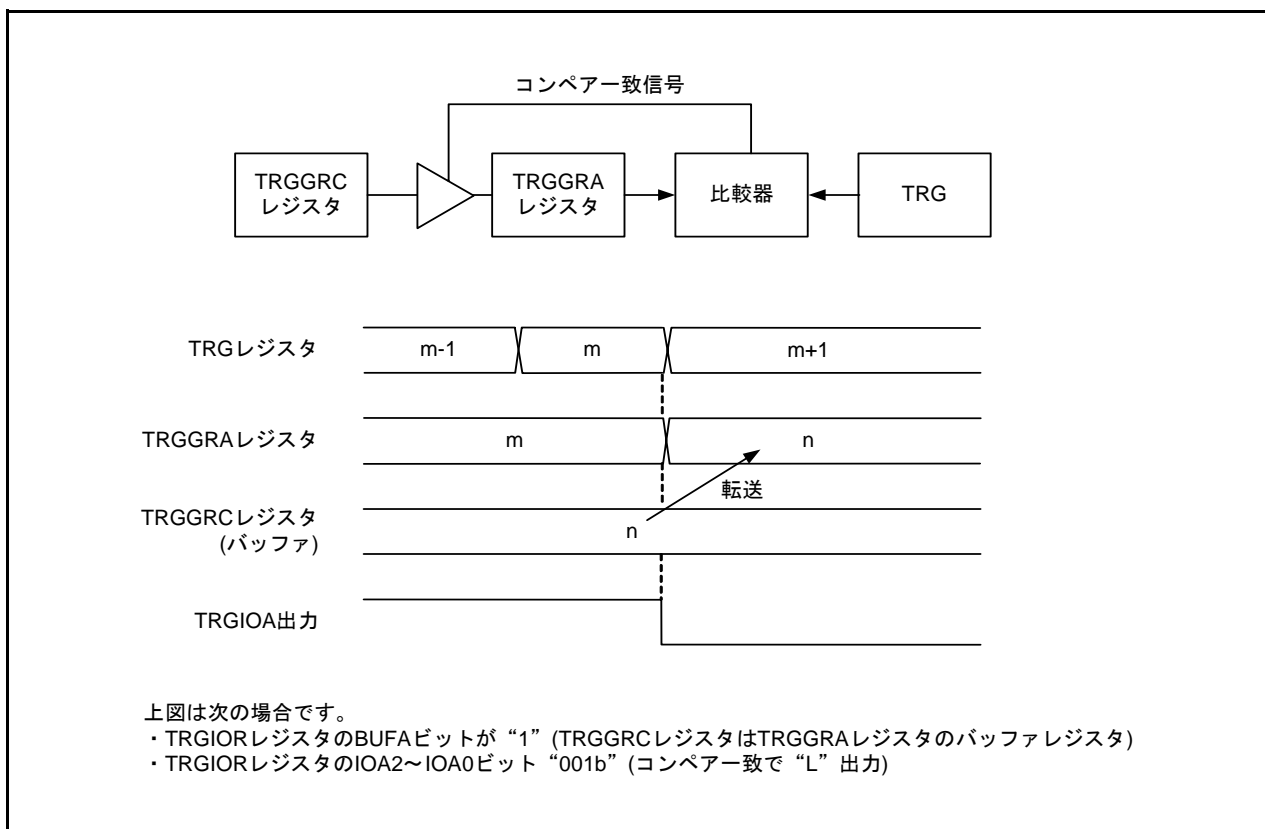 コンペアー致信号
TRGGRC
レジスタ
TRGGRA
レジスタ
比較器
TRG
TRGレジスタ
m-1
m
m+1
TRGGRAレジスタ
m
n
転送
TRGGRCレジスタ
(バッファ)
n
TRGIOA出力
上図は次の場合です。
・TRGIORレジスタのBUFAビットが“1”(TRGGRCレジスタはTRGGRAレジスタのバッファレジスタ)
・TRGIORレジスタのIOA2～IOA0ビット“001b”(コンペアー致で“L”出力)